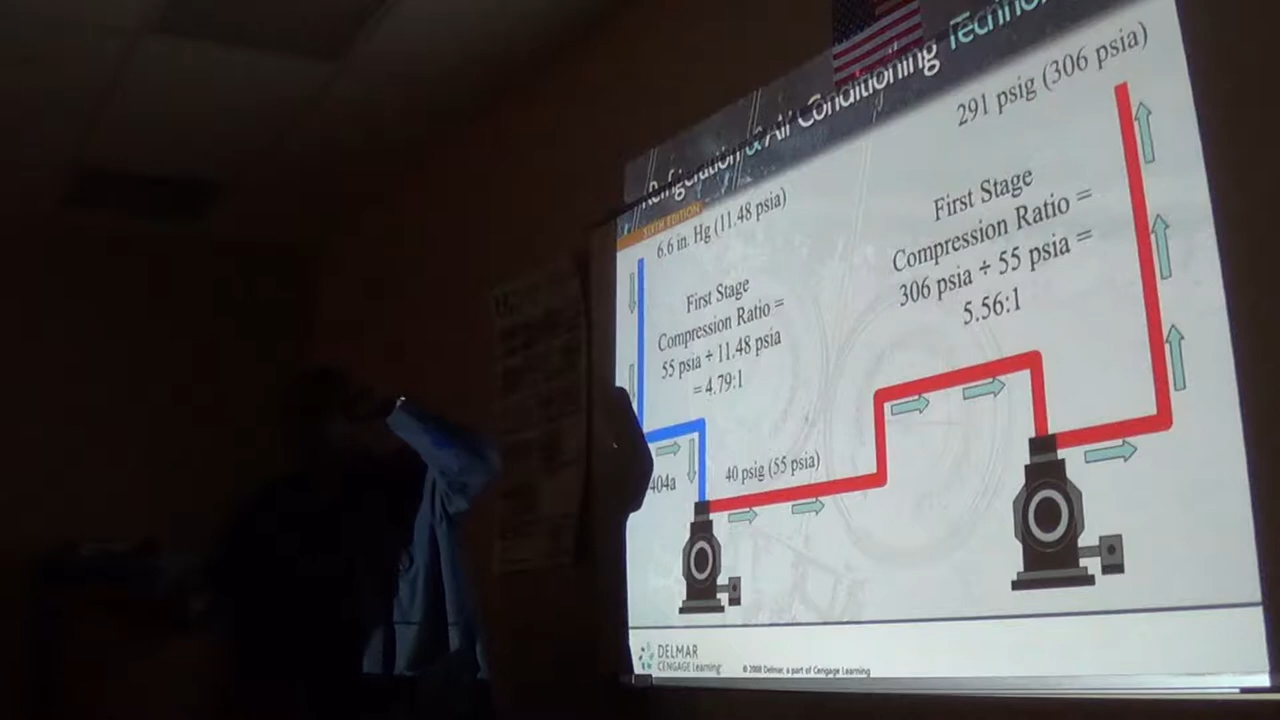 Refrigeration & Air Conditioning
SIXTH EDITION
6.6 in. Hg (11.48 psia)
First Stage
Compression Ratio =
55 psia ÷ 11.48 psia
= 4.79:1
404a
40 psig (55 psia)
291 psig (306 psia)
First Stage
Compression Ratio =
306 psia ÷ 55 psia =
5.56:1
DELMAR
CENGAGE Learning
© 2008 Delmar, a part of Cengage Learning